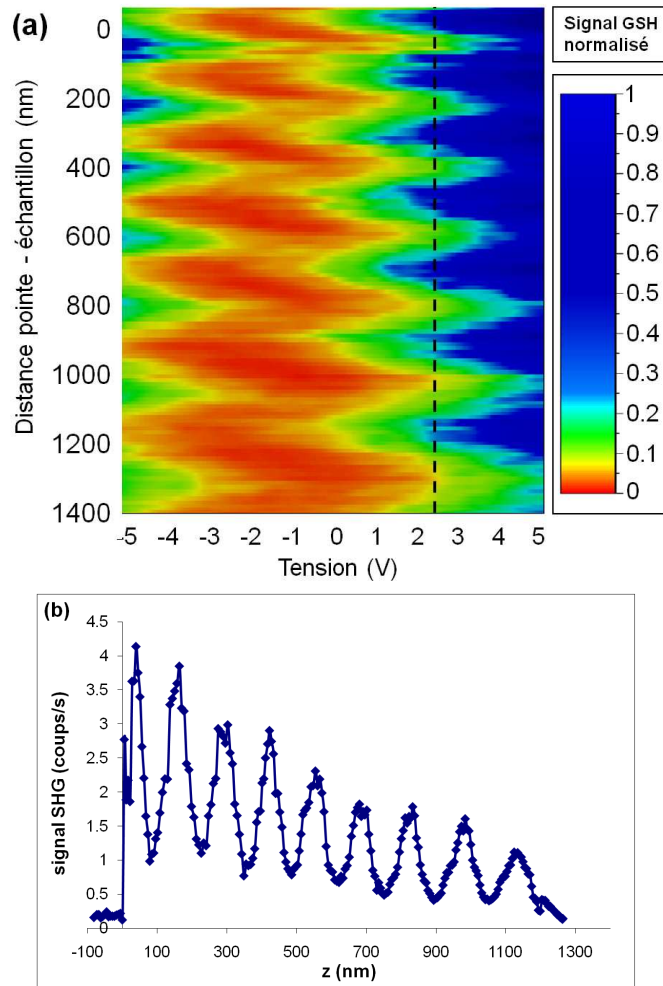 (a)
Distance pointe - échantillon (nm)
0
200
400
600
800
1000
1200
1400
-5 -4 -3 -2 -1 0 1 2 3 4 5
Tension (V)
Signal GSH
normalisé
1
0.9
0.8
0.7
0.6
0.5
0.4
0.3
0.2
0.1
0
(b)
signal SHG (coups/s)
4.5
4
3.5
3
2.5
2
1.5
1
0.5
0
-100 100 300 500 700 900 1100 1300
z (nm)